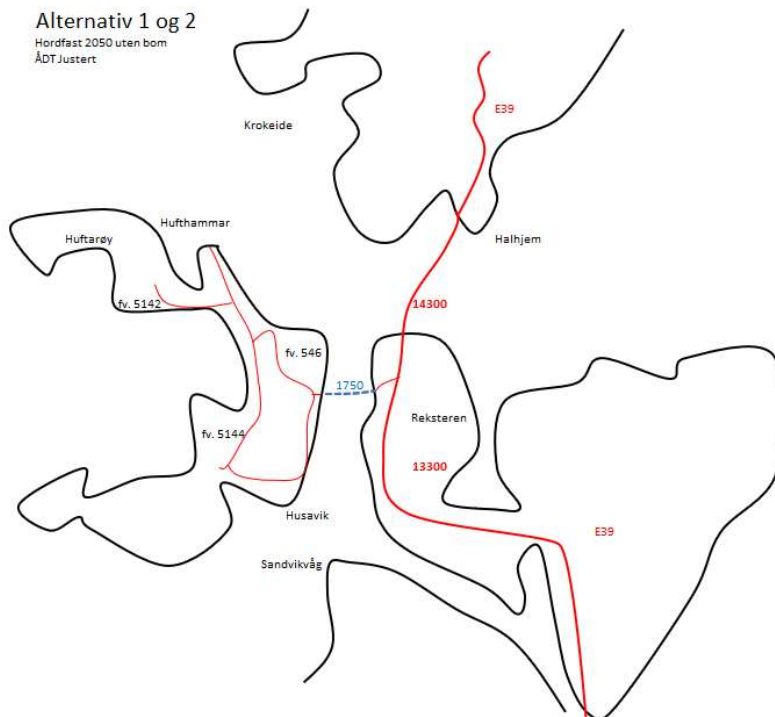 Alternativ 1 og 2
Hordfast 2050 uten bom
ÅDT Justert
E39
Krokeide
Hufthammar
Huftarøy
Halhjem
fv. 5142
14300
fv. 546
1750
Reksteren
fv. 5144
13300
Husavik
E39
Sandvikvåg